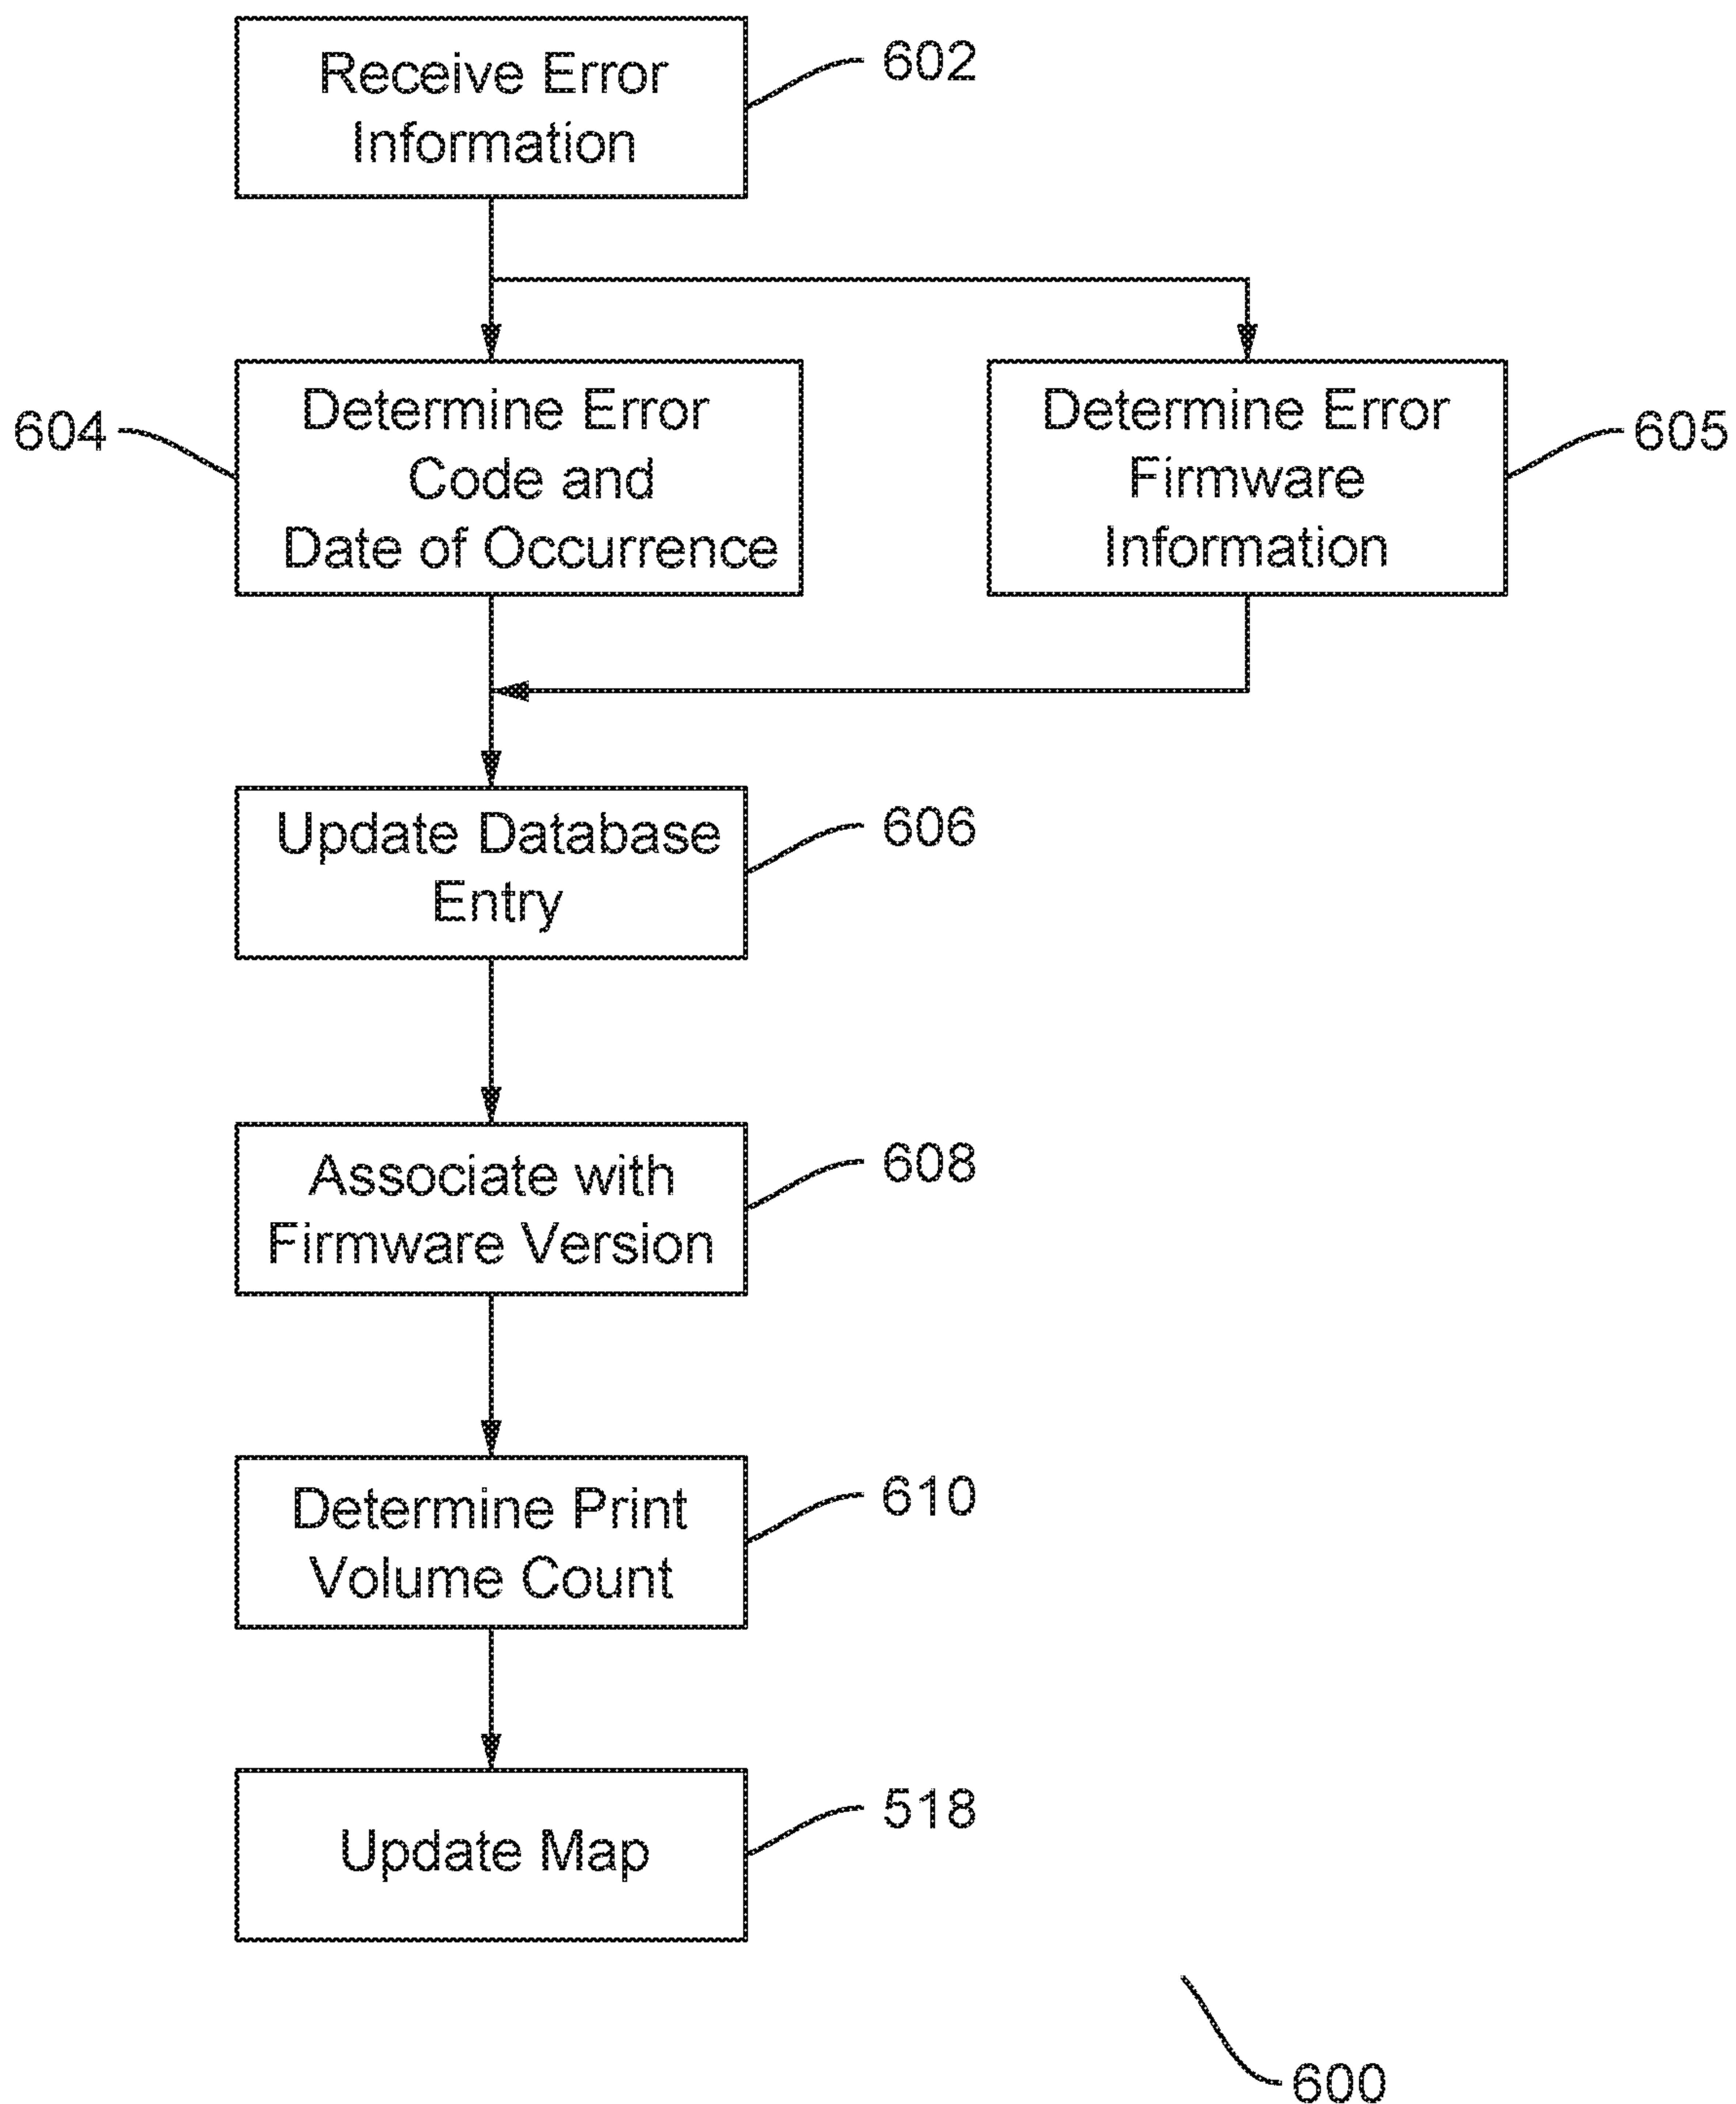 Receive Error
Information
602
604
Determine Error
Code and
Date of Occurrence
Determine Error
Firmware
Information
605
Update Database
Entry
606
Associate with
Firmware Version
608
Determine Print
Volume Count
610
Update Map
518
600